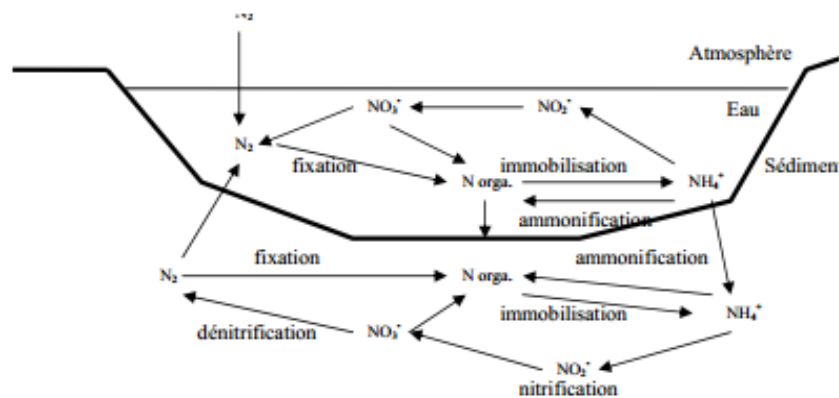 N₂
Atmosphère
NO₃⁻
NO₂⁻
Eau
N₂
fixation
immobilisation
Sédiment
N orga.
NH₄⁺
ammonification
fixation
ammonification
N₂
N orga.
immobilisation
NH₄⁺
dénitrification
NO₃⁻
NO₂⁻
nitrification